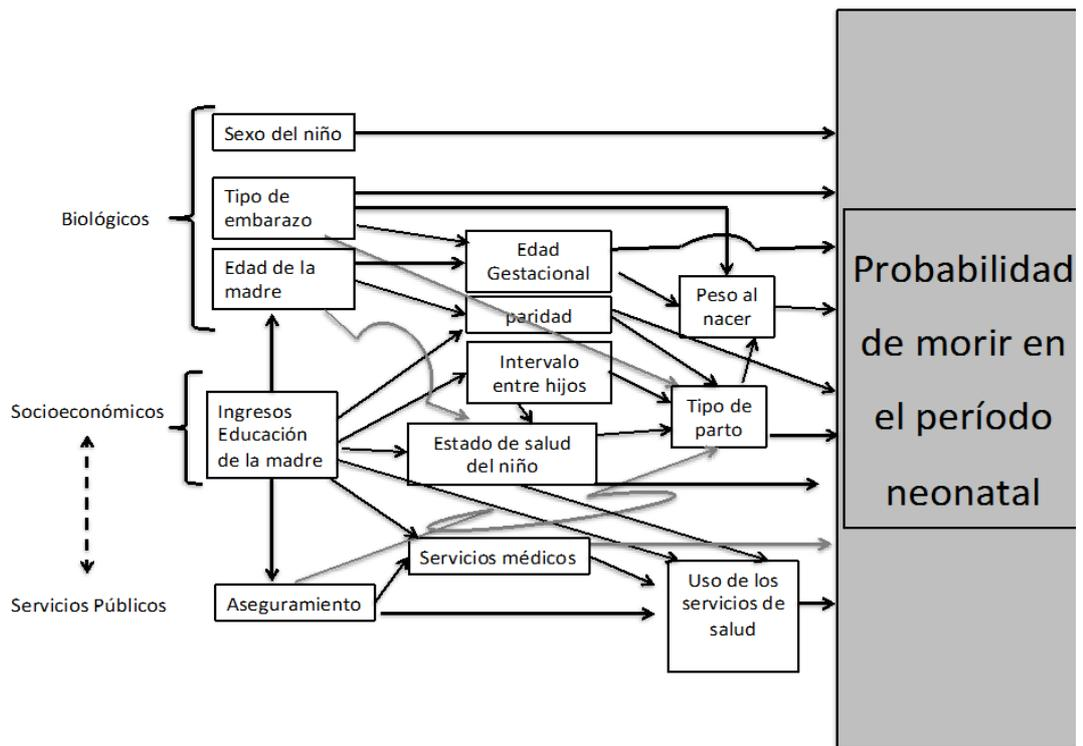 Sexo del niño
Tipo de
embarazo
Biológicos
Edad de la
madre
Edad
Gestacional
paridad
Intervalo
entre hijos
Peso al
nacer
Tipo de
parto
Probabilidad
de morir en
el período
neonatal
Socioeconómicos
Ingresos
Educación
de la madre
Estado de salud
del niño
Servicios médicos
Servicios Públicos
Aseguramiento
Uso de los
servicios de
salud